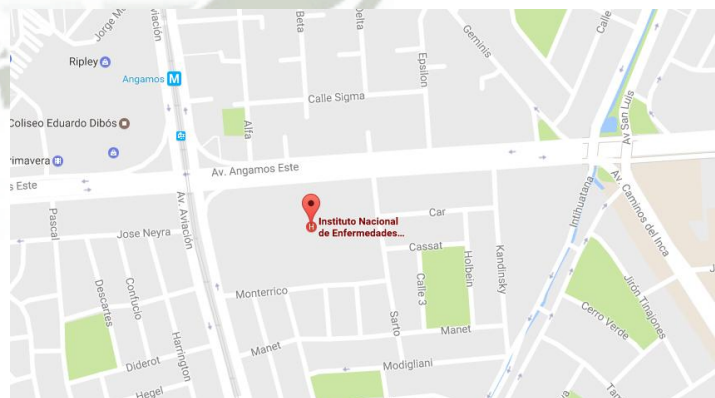 Jorge M
Aviación
Beta
Delta
Geminis
Calle
Ripley
Angamos M
Epsilon
Calle Sigma
Coliseo Eduardo Dibós
Alfa
Av San Luis
rimavera
Av. Angamos Este
s Este
Av. Aviación
Av. Caminos del Inca
Intihuatana
Pascal
Jose Neyra
H
Instituto Nacional
de Enfermedades...
Car
Cassat
Kandinsky
Holbein
Calle 3
Descartes
Confucio
Monterrico
Jirón Tinajones
J
Sarto
Cerro Verde
Harrington
Manet
Manet
Diderot
Modigliani
Hegel
Tam